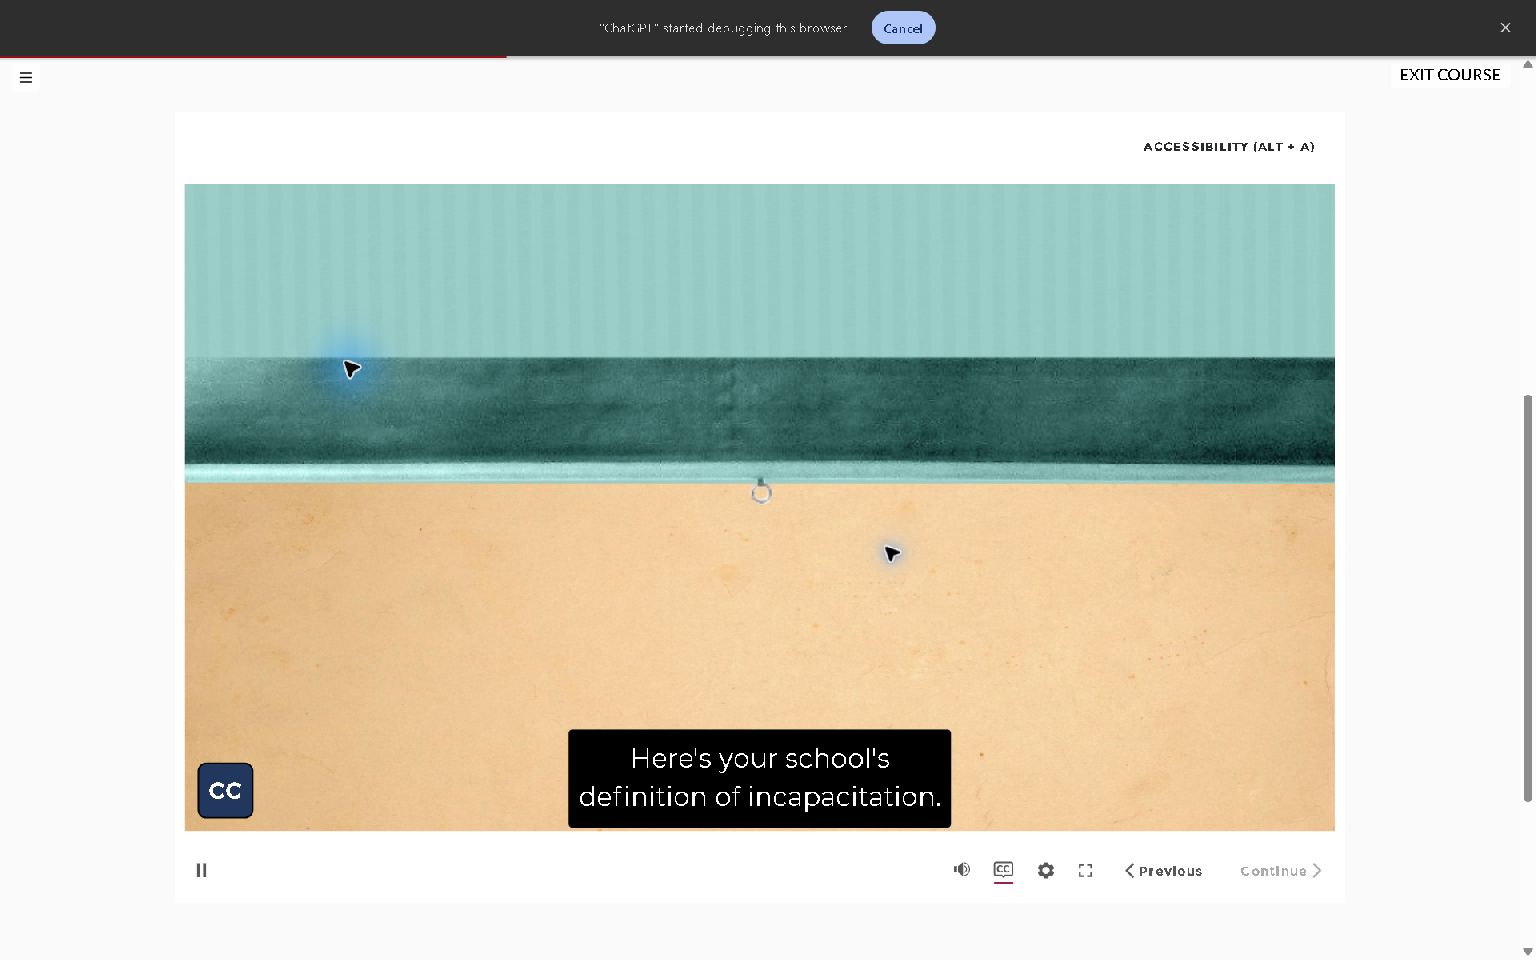 "ChatGPT" started debugging this browser
Cancel
EXIT COURSE
ACCESSIBILITY (ALT + A)
Here's your school's
definition of incapacitation.
CC
CC
Previous
Continue